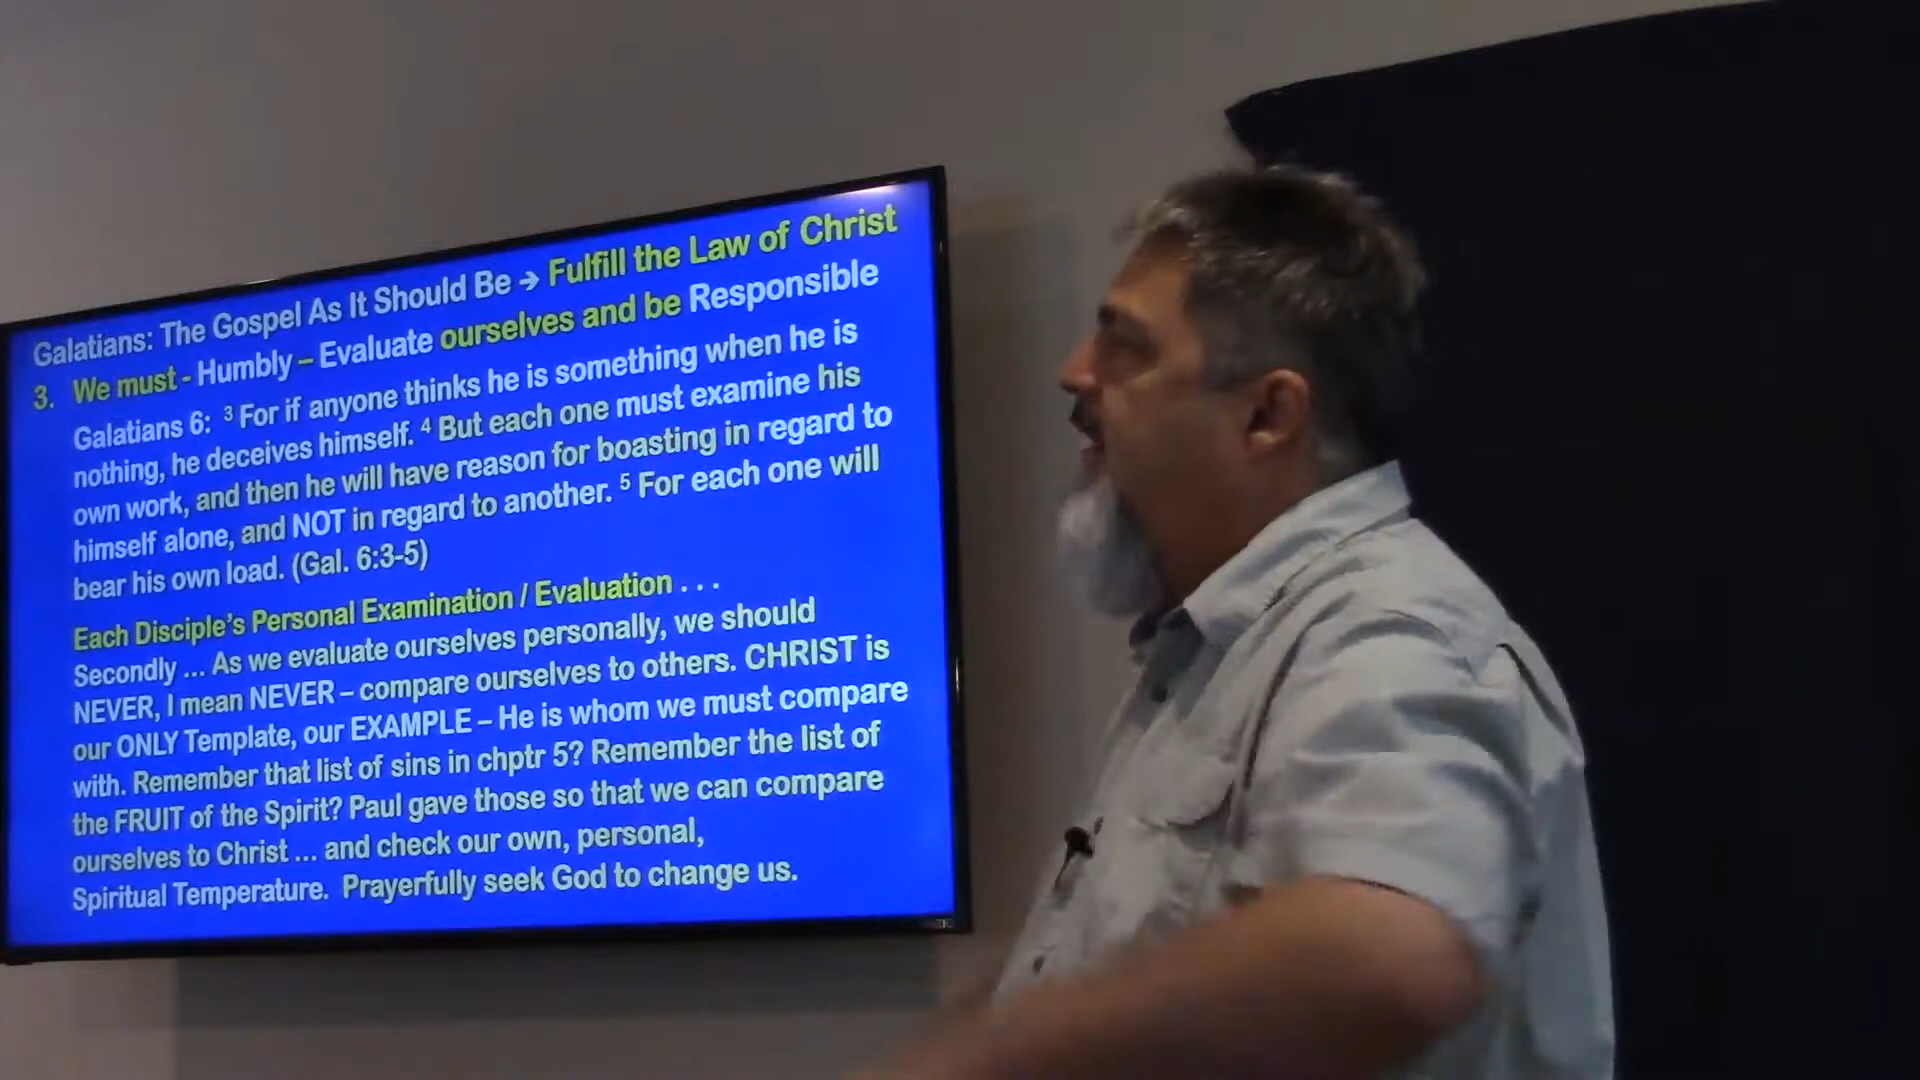 Galatians: The Gospel As It Should Be → Fulfill the Law of Christ
3. We must - Humbly – Evaluate ourselves and be Responsible
Galatians 6: ³ For if anyone thinks he is something when he is
nothing, he deceives himself. ⁴ But each one must examine his
own work, and then he will have reason for boasting in regard to
himself alone, and NOT in regard to another. ⁵ For each one will
bear his own load. (Gal. 6:3-5)
Each Disciple's Personal Examination / Evaluation . . .
Secondly ... As we evaluate ourselves personally, we should
NEVER, I mean NEVER – compare ourselves to others. CHRIST is
our ONLY Template, our EXAMPLE – He is whom we must compare
with. Remember that list of sins in chptr 5? Remember the list of
the FRUIT of the Spirit? Paul gave those so that we can compare
ourselves to Christ ... and check our own, personal,
Spiritual Temperature. Prayerfully seek God to change us.